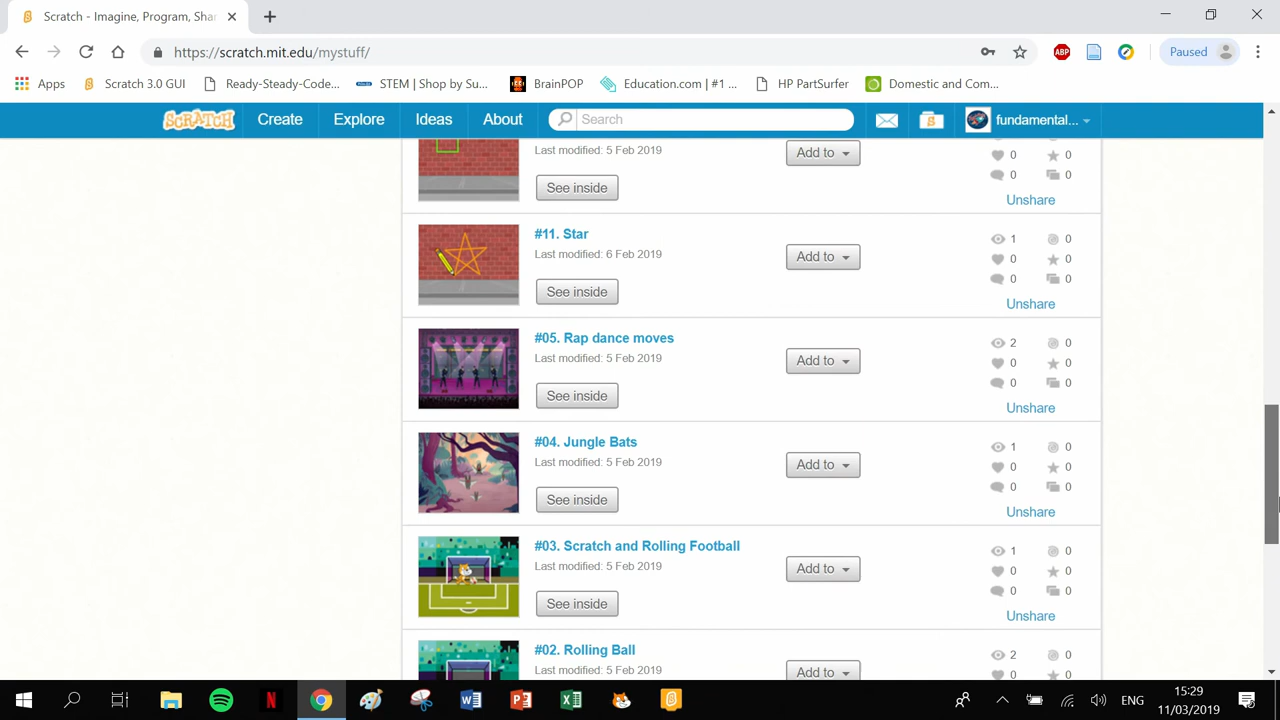 Scratch - Imagine, Program, Shar
https://scratch.mit.edu/mystuff/
ABP
Paused
Apps
Scratch 3.0 GUI
Ready-Steady-Code...
STEM | Shop by Su...
BrainPOP
Education.com | #1 ...
HP PartSurfer
Domestic and Com...
SCRATCH
Create
Explore
Ideas
About
Search
fundamental...
Last modified: 5 Feb 2019
Add to
0 0
See inside
0 0
Unshare
#11. Star
1 0
Last modified: 6 Feb 2019
Add to
0 0
See inside
0 0
Unshare
#05. Rap dance moves
2 0
Last modified: 5 Feb 2019
Add to
0 0
See inside
0 0
Unshare
#04. Jungle Bats
1 0
Last modified: 5 Feb 2019
Add to
0 0
See inside
0 0
Unshare
#03. Scratch and Rolling Football
1 0
Last modified: 5 Feb 2019
Add to
0 0
See inside
0 0
Unshare
#02. Rolling Ball
2 0
Last modified: 5 Feb 2019
Add to
0 0
ENG
15:29
11/03/2019